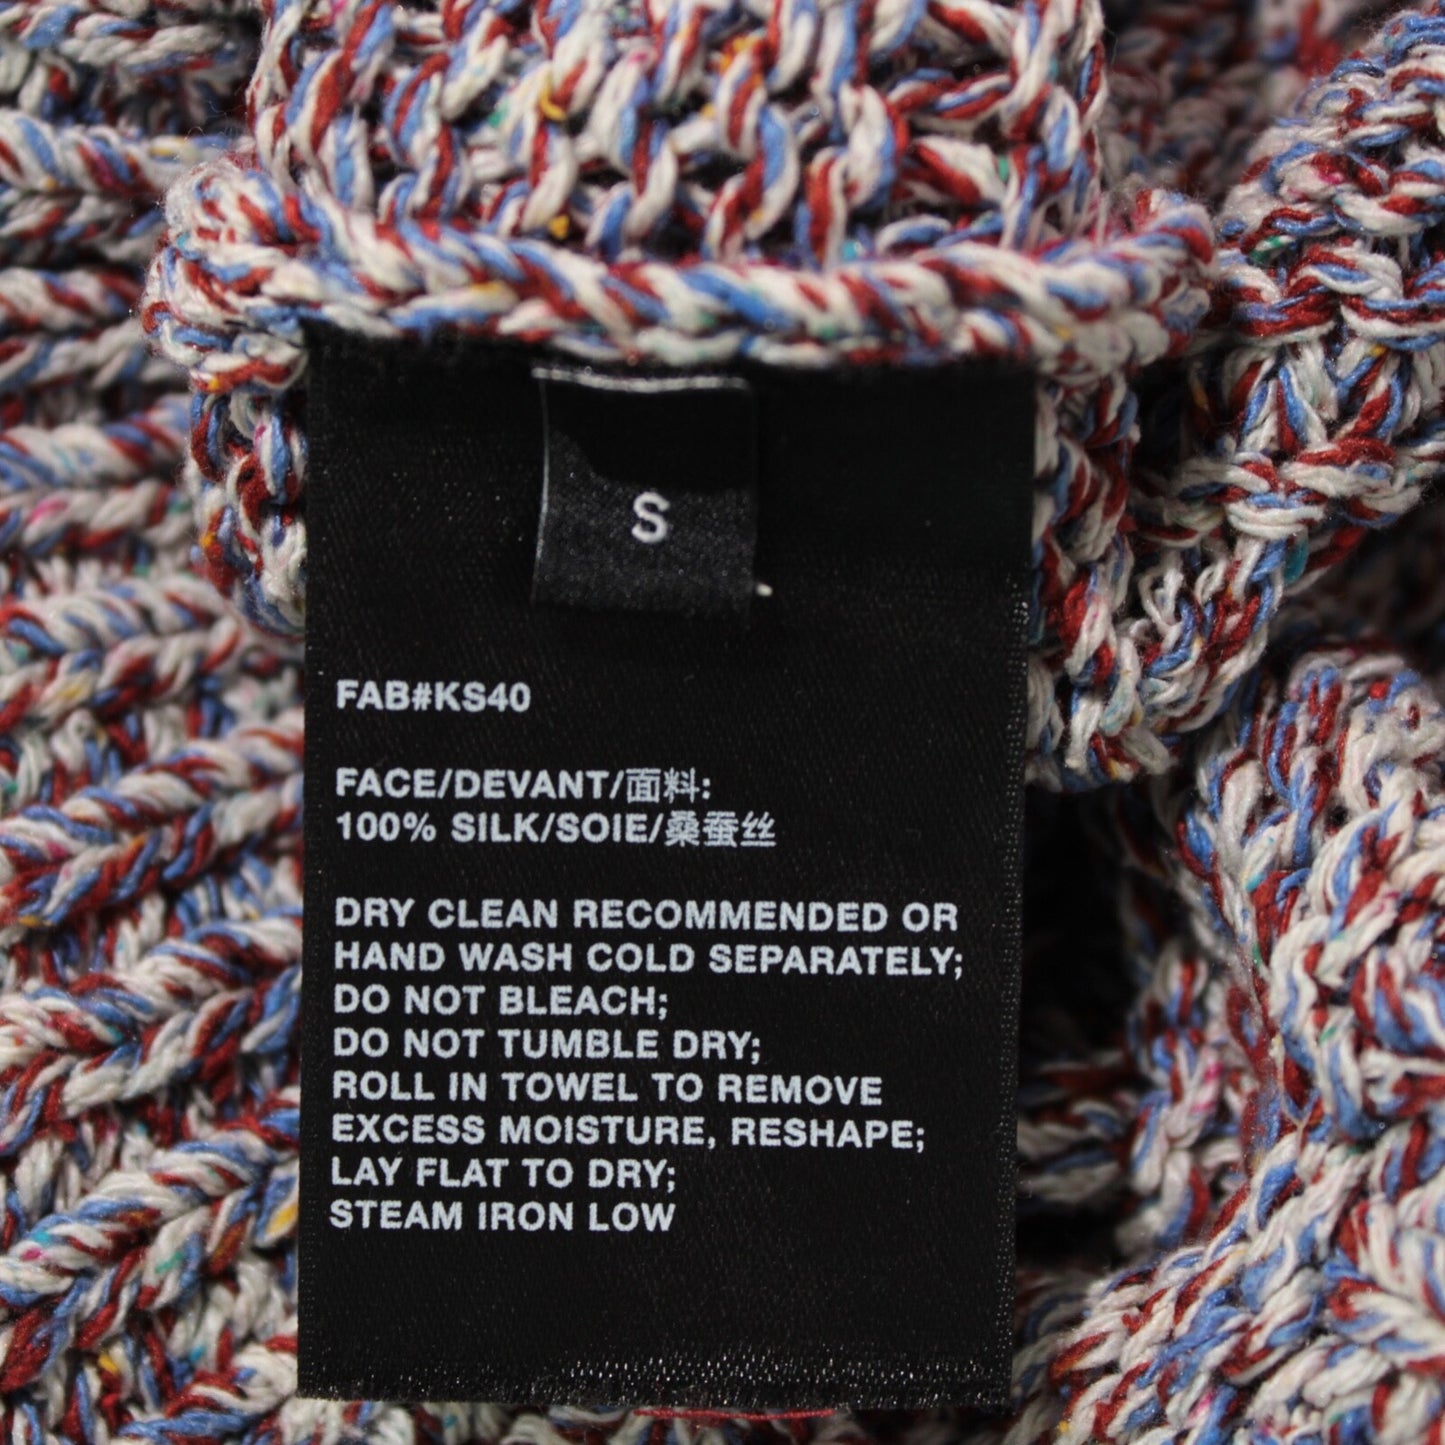 S
FAB#KS40
FACE/DEVANT/面料:
100% SILK/SOIE/桑蚕丝
DRY CLEAN RECOMMENDED OR
HAND WASH COLD SEPARATELY;
DO NOT BLEACH;
DO NOT TUMBLE DRY;
ROLL IN TOWEL TO REMOVE
EXCESS MOISTURE, RESHAPE;
LAY FLAT TO DRY;
STEAM IRON LOW